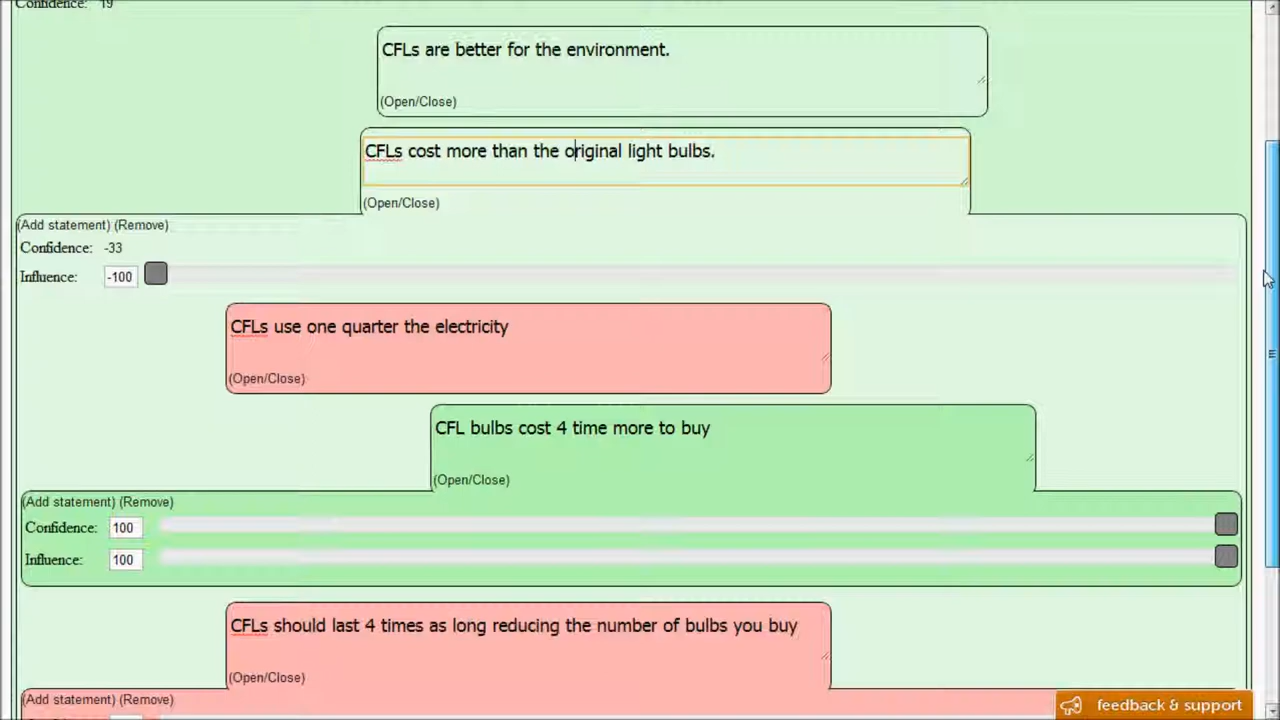 Confidence: 19
CFLs are better for the environment.
(Open/Close)
CFLs cost more than the original light bulbs.
(Open/Close)
(Add statement) (Remove)
Confidence: -33
Influence: -100
CFLs use one quarter the electricity
(Open/Close)
CFL bulbs cost 4 time more to buy
(Open/Close)
(Add statement) (Remove)
Confidence: 100
Influence: 100
CFLs should last 4 times as long reducing the number of bulbs you buy
(Open/Close)
(Add statement) (Remove)
feedback & support